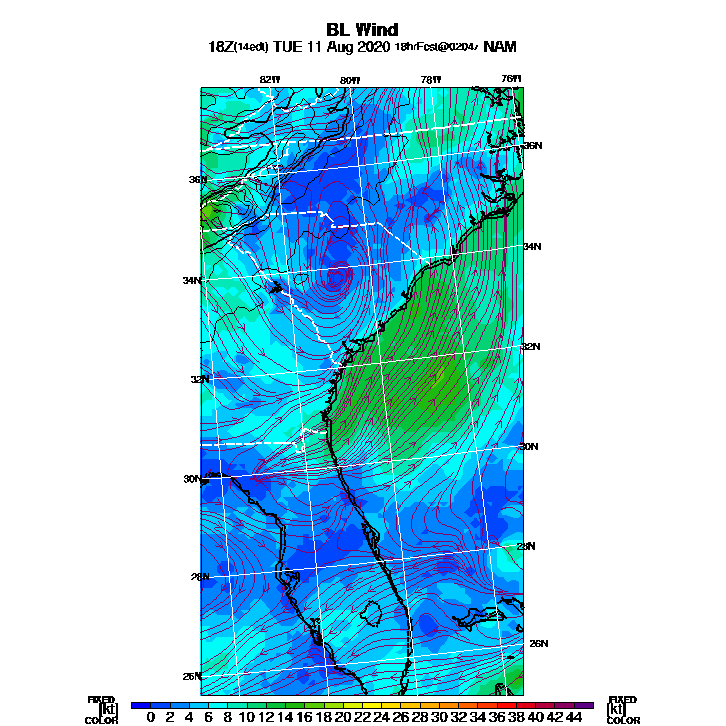 BL Wind
18Z(14edt) TUE 11 Aug 2020 18hrFcst@0204z NAM
82W 80W 78W 76W
36N 36N
34N 34N
32N 32N
30N 30N
28N 28N
26N 26N
FIXED FIXED
[kt] 0 2 4 6 8 10 12 14 16 18 20 22 24 26 28 30 32 34 36 38 40 42 44 [kt]
COLOR COLOR